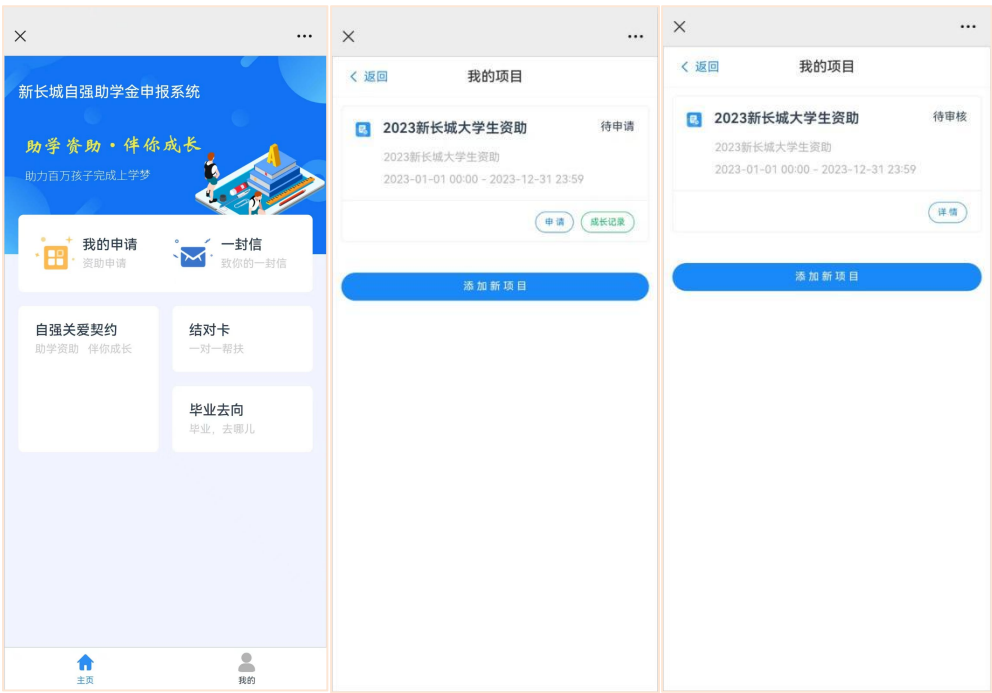 新长城自强助学金申报系统
助学资助·伴你成长
助力百万孩子完成上学梦
我的申请
资助申请
一封信
致你的一封信
自强关爱契约
助学资助 伴你成长
结对卡
一对一帮扶
毕业去向
毕业，去哪儿
主页
我的
返回
我的项目
2023新长城大学生资助
待申请
2023新长城大学生资助
2023-01-01 00:00 - 2023-12-31 23:59
申请
成长记录
添加新项目
返回
我的项目
2023新长城大学生资助
待审核
2023新长城大学生资助
2023-01-01 00:00 - 2023-12-31 23:59
详情
添加新项目